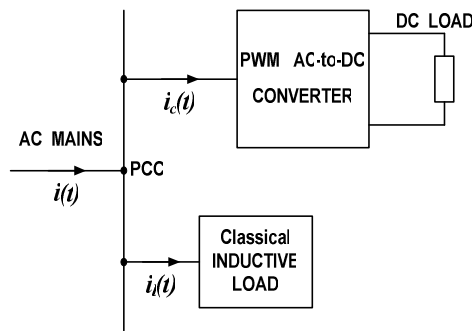 DC LOAD
PWM AC-to-DC
CONVERTER
i_c(t)
AC MAINS
PCC
i(t)
Classical
INDUCTIVE
LOAD
i_l(t)